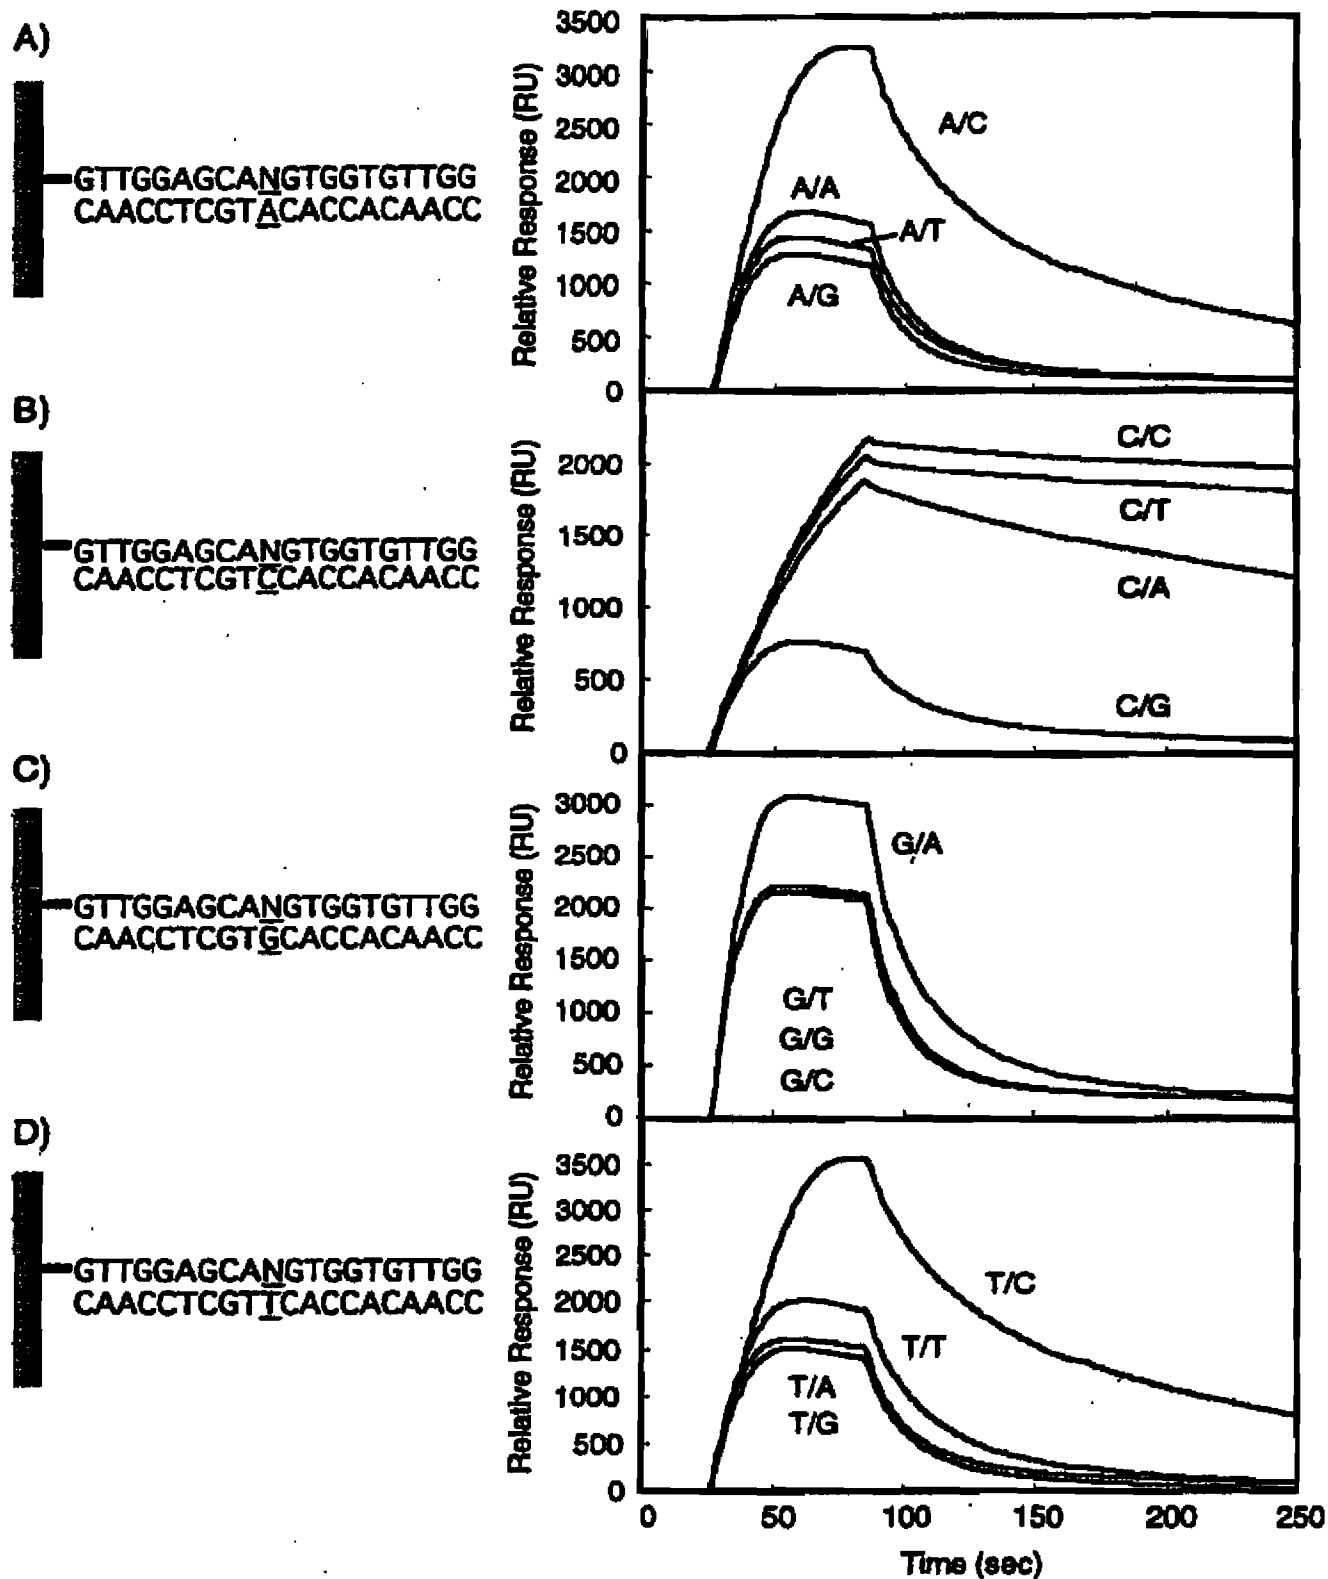 A)
GTTGGAGCANGTGGTGTTGG
CAACCTCGTACACCACAACC
Relative Response (RU)
3500
3000
2500
2000
1500
1000
500
0
A/C
A/A
A/T
A/G
B)
GTTGGAGCANGTGGTGTTGG
CAACCTCGTCCACCACAACC
Relative Response (RU)
2000
1500
1000
500
0
C/C
C/T
C/A
C/G
C)
GTTGGAGCANGTGGTGTTGG
CAACCTCGTGCACCACAACC
Relative Response (RU)
3000
2500
2000
1500
1000
500
0
G/A
G/T
G/G
G/C
D)
GTTGGAGCANGTGGTGTTGG
CAACCTCGTTCACCACAACC
Relative Response (RU)
3500
3000
2500
2000
1500
1000
500
0
T/C
T/T
T/A
T/G
0 50 100 150 200 250
Time (sec)